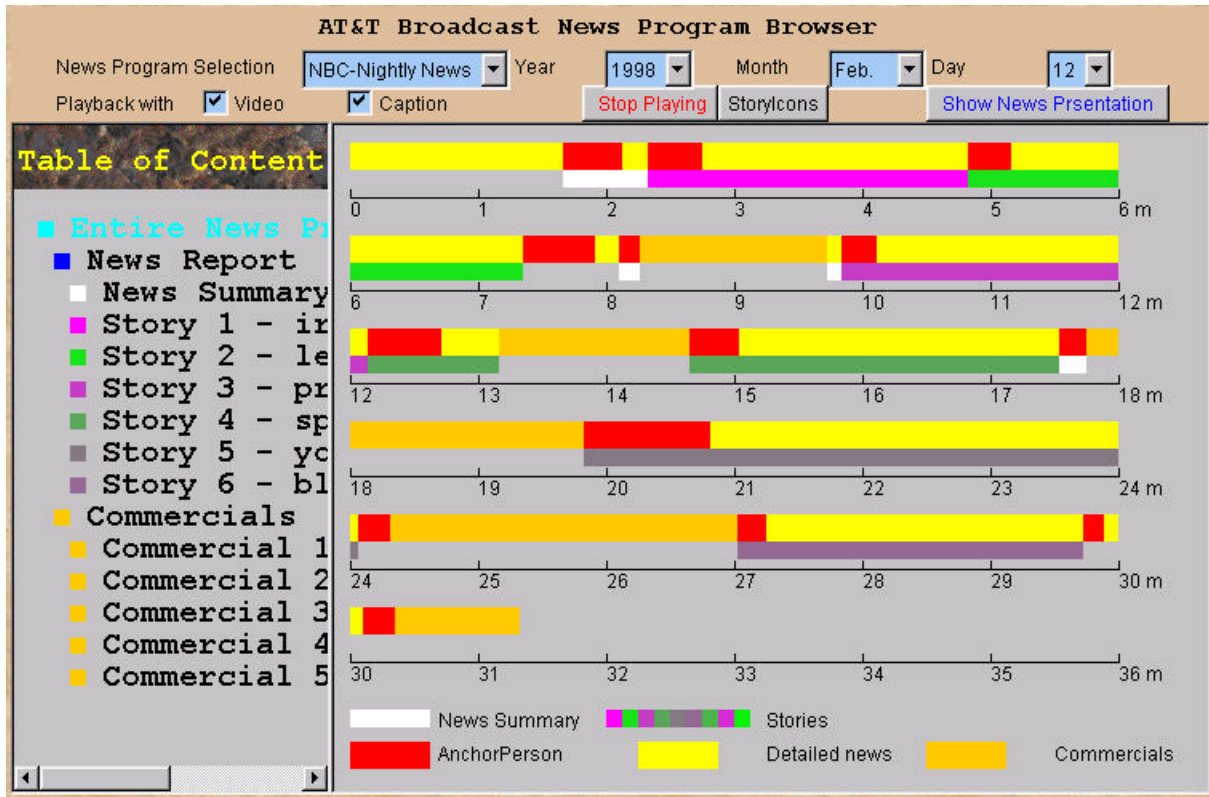 AT&T Broadcast News Program Browser
News Program Selection NBC-Nightly News Year 1998 Month Feb. Day 12
Playback with Video Caption Stop Playing StoryIcons Show News Prsentation
Table of Content
Entire News Pr
News Report
News Summary
Story 1 - ir
Story 2 - le
Story 3 - pr
Story 4 - sp
Story 5 - yo
Story 6 - bl
Commercials
Commercial 1
Commercial 2
Commercial 3
Commercial 4
Commercial 5
0 1 2 3 4 5 6 m
6 7 8 9 10 11 12 m
12 13 14 15 16 17 18 m
18 19 20 21 22 23 24 m
24 25 26 27 28 29 30 m
30 31 32 33 34 35 36 m
News Summary Stories
AnchorPerson Detailed news Commercials